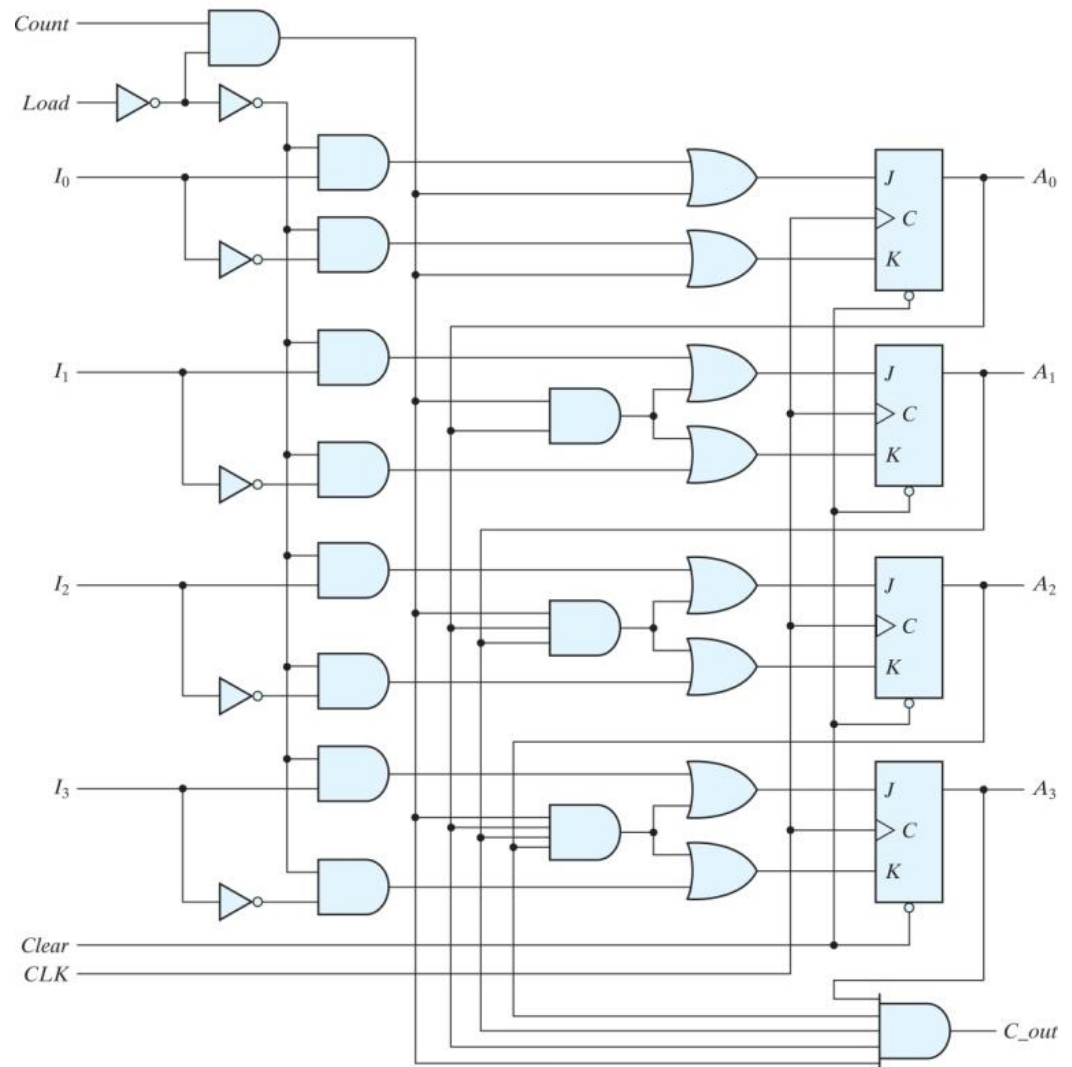 Count
Load
I₀
J
A₀
C
K
I₁
J
A₁
C
K
I₂
J
A₂
C
K
I₃
J
A₃
C
K
Clear
CLK
C_out